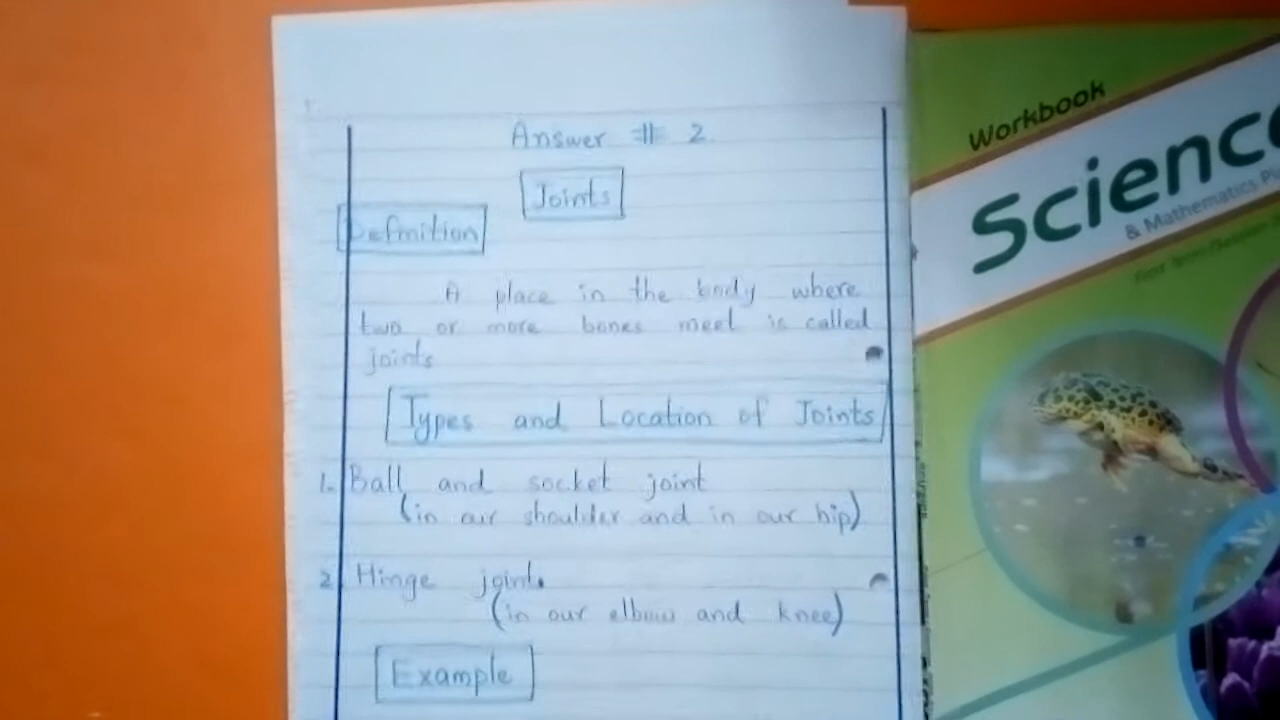 Answer # 2
Joints
Definition
A place in the body where
two or more bones meet is called
joints
Types and Location of Joints
1. Ball and socket joint
(in our shoulder and in our hip)
2. Hinge joint.
(in our elbow and knee)
Example
Workbook
Science
& Mathematics